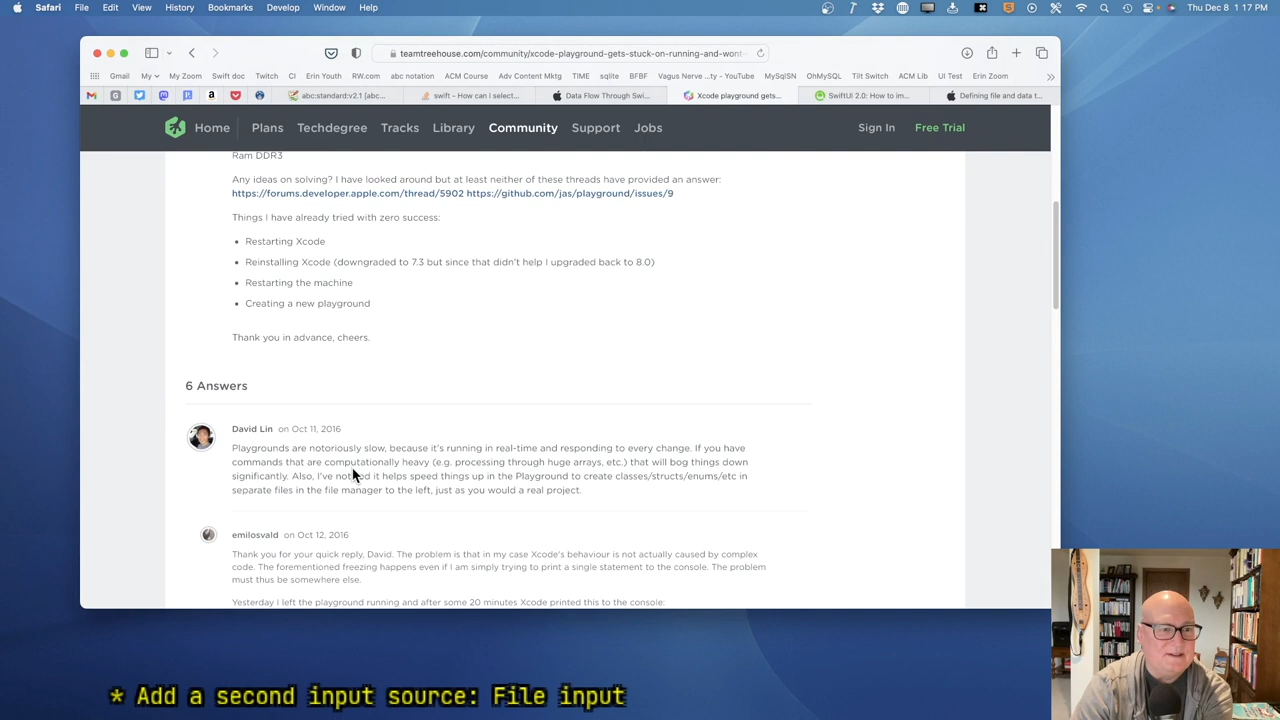 Safari File Edit View History Bookmarks Develop Window Help Thu Dec 8 1:17 PM
teamtreehouse.com/community/xcode-playground-gets-stuck-on-running-and-wont-
Gmail My My Zoom Swift doc Twitch CI Erin Youth RW.com abc notation ACM Course Adv Content Mktg TIME sqlite BFBF Vagus Nerve ...ty - YouTube MySqlSN OhMySQL Tilt Switch ACM Lib UI Test Erin Zoom
abc:standard:v2.1 [abc... swift - How can I select... Data Flow Through Swi... Xcode playground gets... SwiftUI 2.0: How to im... Defining file and data t...
Home Plans Techdegree Tracks Library Community Support Jobs Sign In Free Trial
Ram DDR3
Any ideas on solving? I have looked around but at least neither of these threads have provided an answer:
https://forums.developer.apple.com/thread/5902 https://github.com/jas/playground/issues/9
Things I have already tried with zero success:
• Restarting Xcode
• Reinstalling Xcode (downgraded to 7.3 but since that didn't help I upgraded back to 8.0)
• Restarting the machine
• Creating a new playground
Thank you in advance, cheers.
6 Answers
David Lin on Oct 11, 2016
Playgrounds are notoriously slow, because it's running in real-time and responding to every change. If you have
commands that are computationally heavy (e.g. processing through huge arrays, etc.) that will bog things down
significantly. Also, I've noticed it helps speed things up in the Playground to create classes/structs/enums/etc in
separate files in the file manager to the left, just as you would a real project.
emilosvald on Oct 12, 2016
Thank you for your quick reply, David. The problem is that in my case Xcode's behaviour is not actually caused by complex
code. The forementioned freezing happens even if I am simply trying to print a single statement to the console. The problem
must thus be somewhere else.
Yesterday I left the playground running and after some 20 minutes Xcode printed this to the console:
* Add a second input source: File input